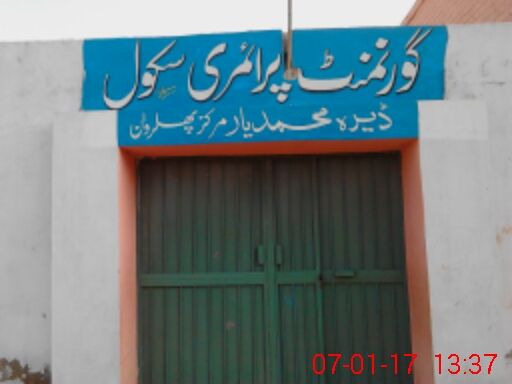 گورنمنٹ پرائمری سکول
ڈیرہ محمد یار مرکز پھلروان
07-01-17 13:37